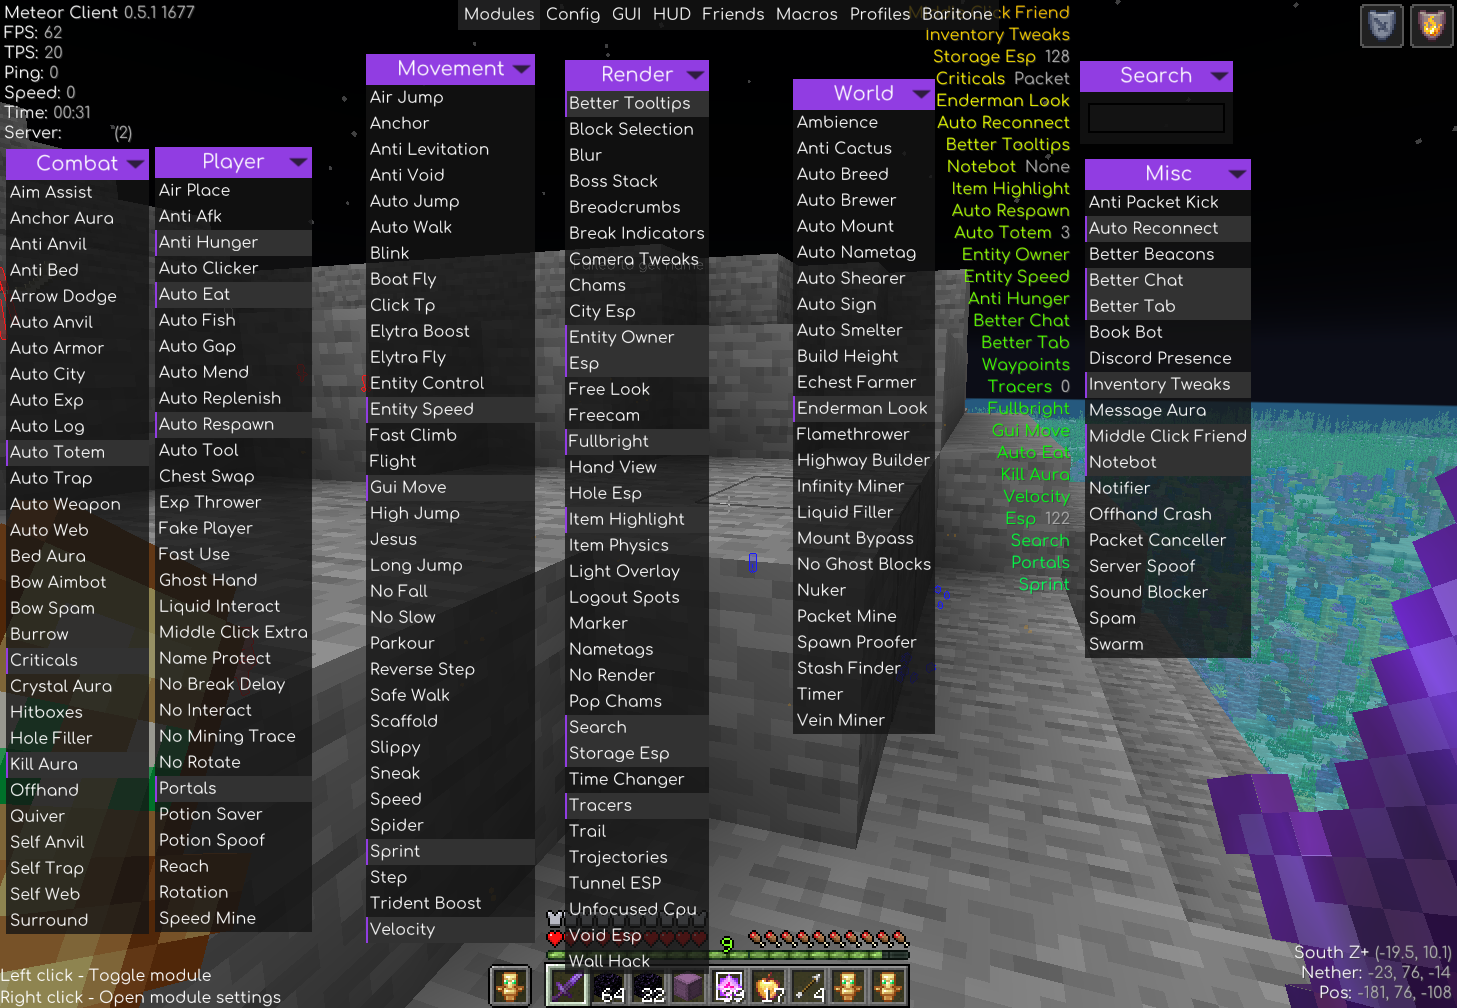 Meteor Client 0.5.1 1677
FPS: 62
TPS: 20
Ping: 0
Speed: 0
Time: 00:31
Server: (2)
Modules Config GUI HUD Friends Macros Profiles Baritone
Combat
Aim Assist
Anchor Aura
Anti Anvil
Anti Bed
Arrow Dodge
Auto Anvil
Auto Armor
Auto City
Auto Exp
Auto Log
Auto Totem
Auto Trap
Auto Weapon
Auto Web
Bed Aura
Bow Aimbot
Bow Spam
Burrow
Criticals
Crystal Aura
Hitboxes
Hole Filler
Kill Aura
Offhand
Quiver
Self Anvil
Self Trap
Self Web
Surround
Player
Air Place
Anti Afk
Anti Hunger
Auto Clicker
Auto Eat
Auto Fish
Auto Gap
Auto Mend
Auto Replenish
Auto Respawn
Auto Tool
Chest Swap
Exp Thrower
Fake Player
Fast Use
Ghost Hand
Liquid Interact
Middle Click Extra
Name Protect
No Break Delay
No Interact
No Mining Trace
No Rotate
Portals
Potion Saver
Potion Spoof
Reach
Rotation
Speed Mine
Movement
Air Jump
Anchor
Anti Levitation
Anti Void
Auto Jump
Auto Walk
Blink
Boat Fly
Click Tp
Elytra Boost
Elytra Fly
Entity Control
Entity Speed
Fast Climb
Flight
Gui Move
High Jump
Jesus
Long Jump
No Fall
No Slow
Parkour
Reverse Step
Safe Walk
Scaffold
Slippy
Sneak
Speed
Spider
Sprint
Step
Trident Boost
Velocity
Render
Better Tooltips
Block Selection
Blur
Boss Stack
Breadcrumbs
Break Indicators
Camera Tweaks
Failed to get name
Chams
City Esp
Entity Owner
Esp
Free Look
Freecam
Fullbright
Hand View
Hole Esp
Item Highlight
Item Physics
Light Overlay
Logout Spots
Marker
Nametags
No Render
Pop Chams
Search
Storage Esp
Time Changer
Tracers
Trail
Trajectories
Tunnel ESP
Unfocused Cpu
Void Esp
Wall Hack
World
Ambience
Anti Cactus
Auto Breed
Auto Brewer
Auto Mount
Auto Nametag
Auto Shearer
Auto Sign
Auto Smelter
Build Height
Echest Farmer
Enderman Look
Flamethrower
Highway Builder
Infinity Miner
Liquid Filler
Mount Bypass
No Ghost Blocks
Nuker
Packet Mine
Spawn Proofer
Stash Finder
Timer
Vein Miner
Middle Click Friend
Inventory Tweaks
Storage Esp 128
Criticals Packet
Enderman Look
Auto Reconnect
Better Tooltips
Notebot None
Item Highlight
Auto Respawn
Auto Totem 3
Entity Owner
Entity Speed
Anti Hunger
Better Chat
Better Tab
Waypoints
Tracers 0
Fullbright
Gui Move
Auto Eat
Kill Aura
Velocity
Esp 122
Search
Portals
Sprint
Search
Misc
Anti Packet Kick
Auto Reconnect
Better Beacons
Better Chat
Better Tab
Book Bot
Discord Presence
Inventory Tweaks
Message Aura
Middle Click Friend
Notebot
Notifier
Offhand Crash
Packet Canceller
Server Spoof
Sound Blocker
Spam
Swarm
9
64 22 39 17 4
Left click - Toggle module
Right click - Open module settings
South Z+ (-19.5, 10.1)
Nether: -23, 76, -14
Pos: -181, 76, -108